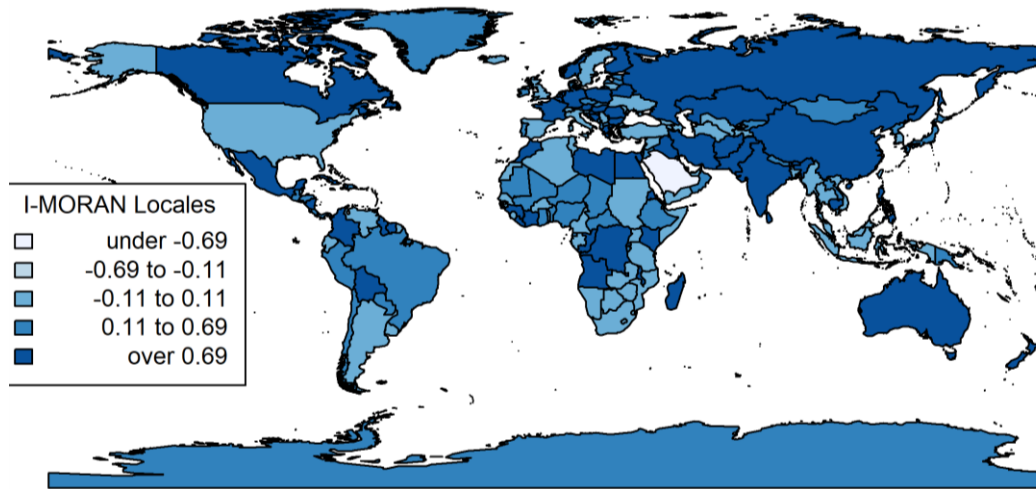 I-MORAN Locales
under -0.69
-0.69 to -0.11
-0.11 to 0.11
0.11 to 0.69
over 0.69